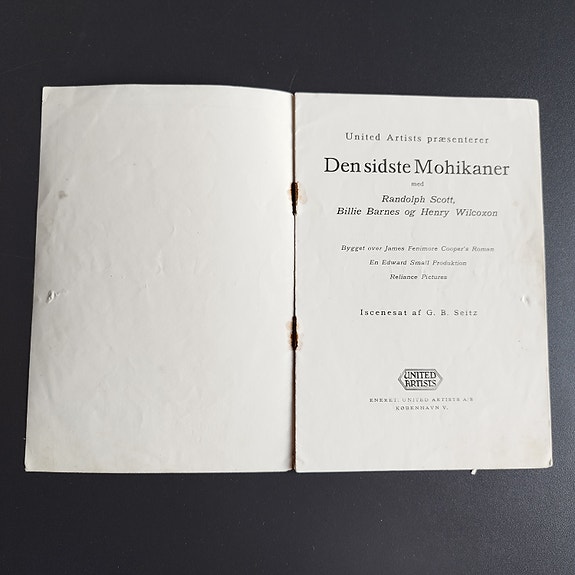 United Artists præsenterer
Den sidste Mohikaner
med
Randolph Scott,
Billie Barnes og Henry Wilcoxon
Bygget over James Fenimore Cooper's Roman
En Edward Small Produktion
Reliance Pictures
Iscenesat af G. B. Seitz
UNITED
ARTISTS
ENERET: UNITED ARTISTS A/S
KØBENHAVN V.